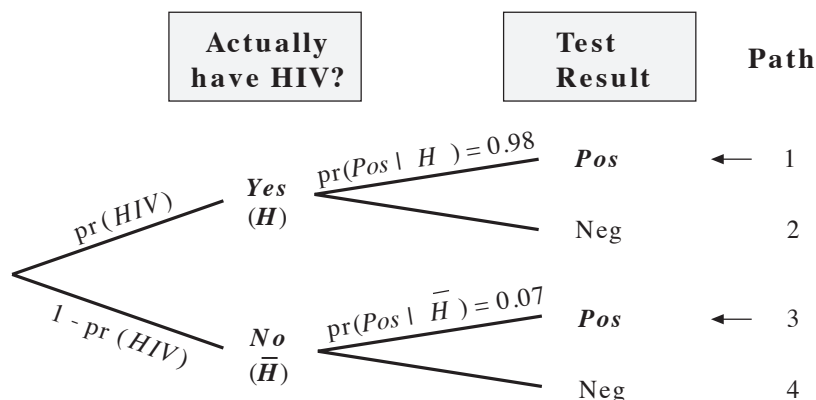 Actually
have HIV?
Test
Result
Path
pr(HIV)
1 - pr (HIV)
Yes
(H)
pr(Pos | H ) = 0.98
Pos
1
Neg
2
No
(H̅)
pr(Pos | H̅ ) = 0.07
Pos
3
Neg
4